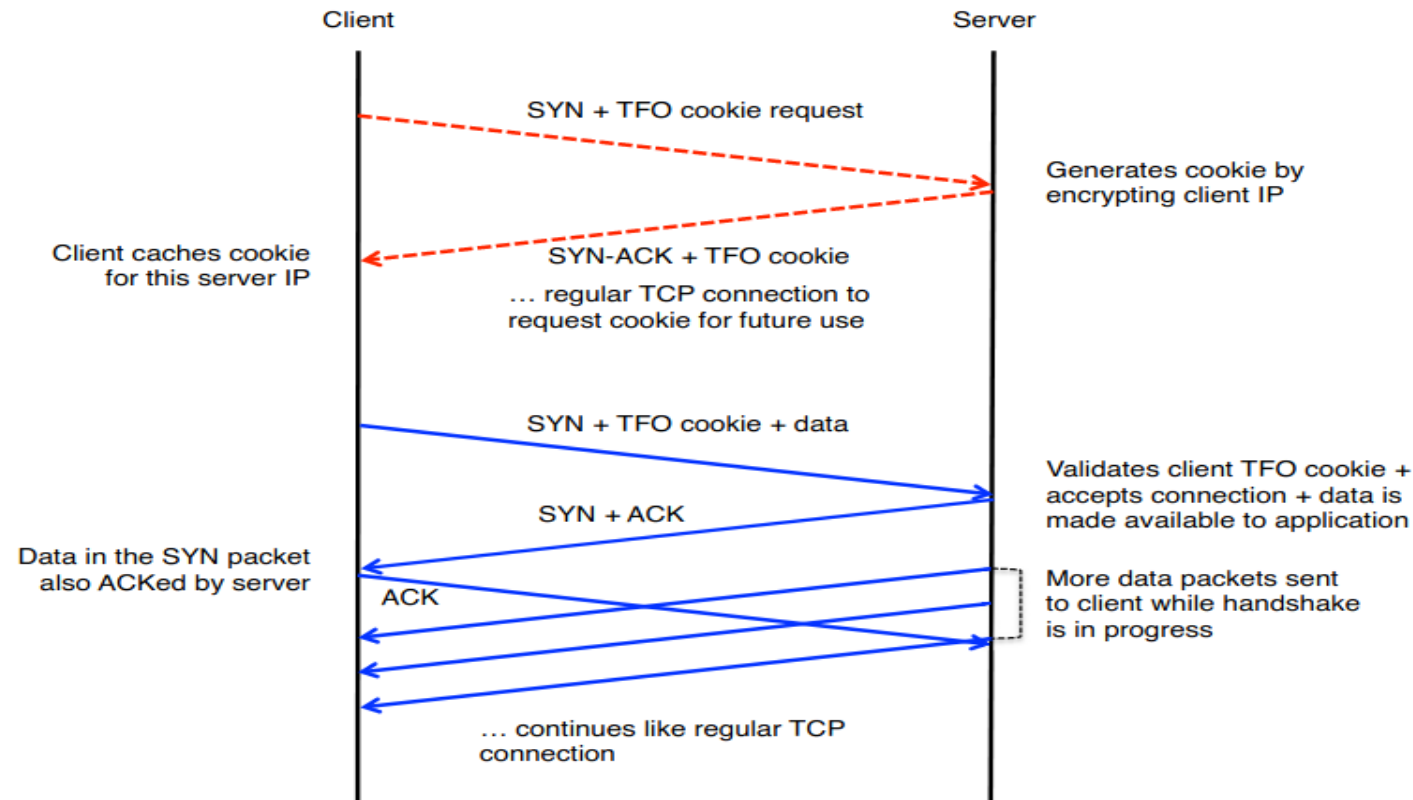 Client
Server
SYN + TFO cookie request
Generates cookie by
encrypting client IP
Client caches cookie
for this server IP
SYN-ACK + TFO cookie
… regular TCP connection to
request cookie for future use
SYN + TFO cookie + data
Validates client TFO cookie +
accepts connection + data is
made available to application
SYN + ACK
Data in the SYN packet
also ACKed by server
ACK
More data packets sent
to client while handshake
is in progress
… continues like regular TCP
connection